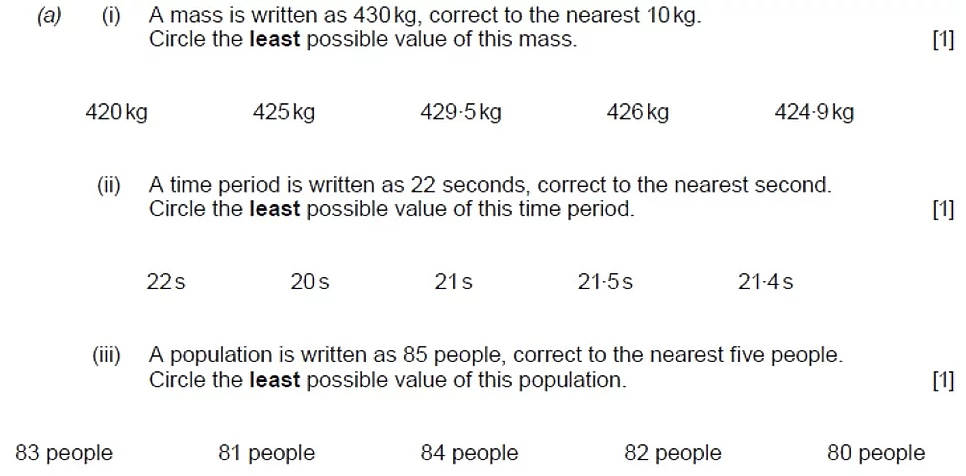 (a) (i) A mass is written as 430 kg, correct to the nearest 10 kg.
Circle the least possible value of this mass. [1]
420 kg 425 kg 429·5 kg 426 kg 424·9 kg
(ii) A time period is written as 22 seconds, correct to the nearest second.
Circle the least possible value of this time period. [1]
22 s 20 s 21 s 21·5 s 21·4 s
(iii) A population is written as 85 people, correct to the nearest five people.
Circle the least possible value of this population. [1]
83 people 81 people 84 people 82 people 80 people